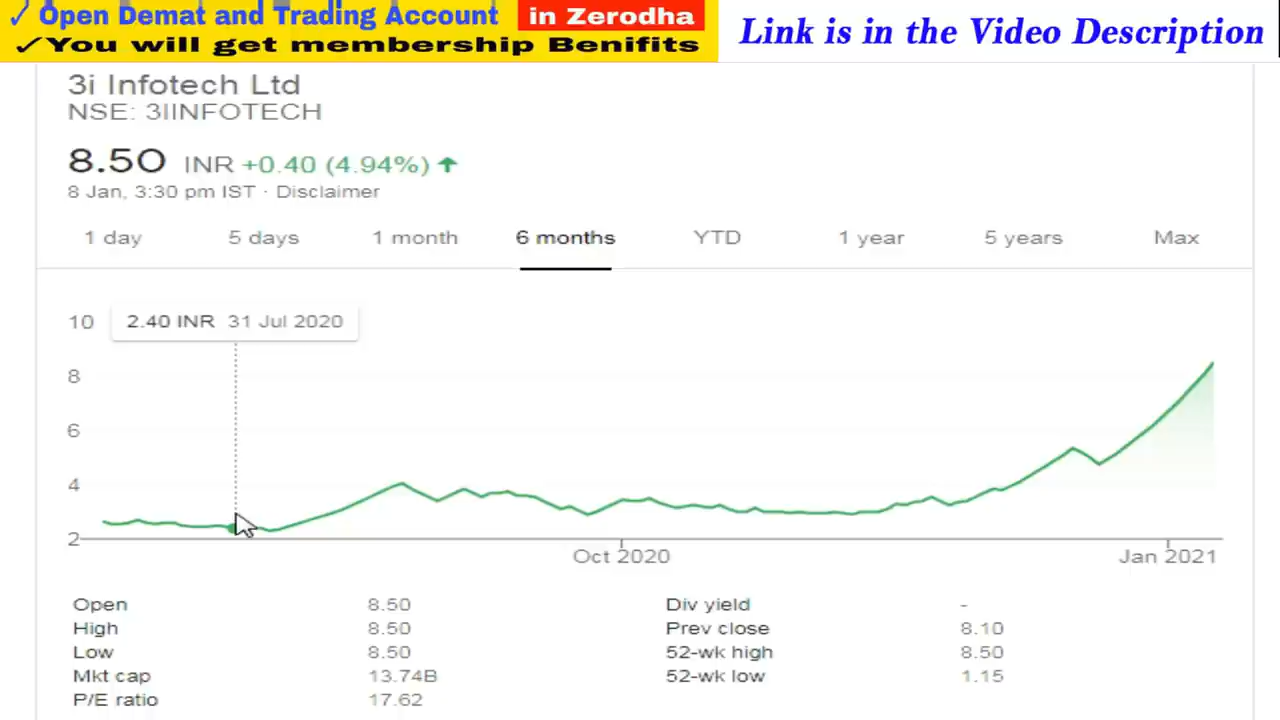 ✓ Open Demat and Trading Account in Zerodha
✓You will get membership Benifits
Link is in the Video Description
3i Infotech Ltd
NSE: 3IINFOTECH
8.50 INR +0.40 (4.94%) ↑
8 Jan, 3:30 pm IST · Disclaimer
1 day 5 days 1 month 6 months YTD 1 year 5 years Max
10
2.40 INR 31 Jul 2020
8
6
4
2
Oct 2020 Jan 2021
Open 8.50 Div yield -
High 8.50 Prev close 8.10
Low 8.50 52-wk high 8.50
Mkt cap 13.74B 52-wk low 1.15
P/E ratio 17.62